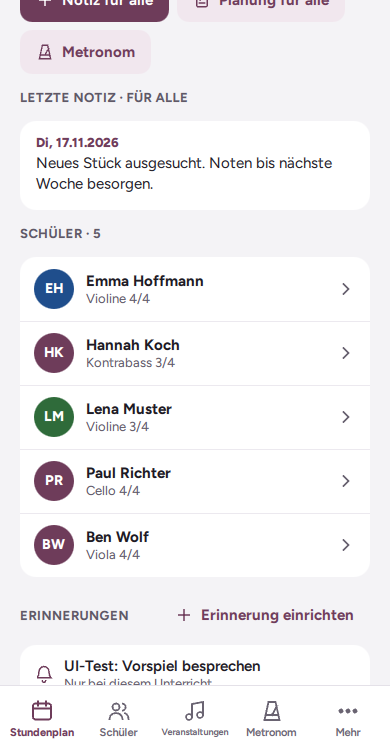 Notiz für alle
Planung für alle
Metronom
LETZTE NOTIZ · FÜR ALLE
Di, 17.11.2026
Neues Stück ausgesucht. Noten bis nächste
Woche besorgen.
SCHÜLER · 5
EH
Emma Hoffmann
Violine 4/4
HK
Hannah Koch
Kontrabass 3/4
LM
Lena Muster
Violine 3/4
PR
Paul Richter
Cello 4/4
BW
Ben Wolf
Viola 4/4
ERINNERUNGEN
Erinnerung einrichten
UI-Test: Vorspiel besprechen
Nur bei diesem Unterricht
Stundenplan
Schüler
Veranstaltungen
Metronom
Mehr